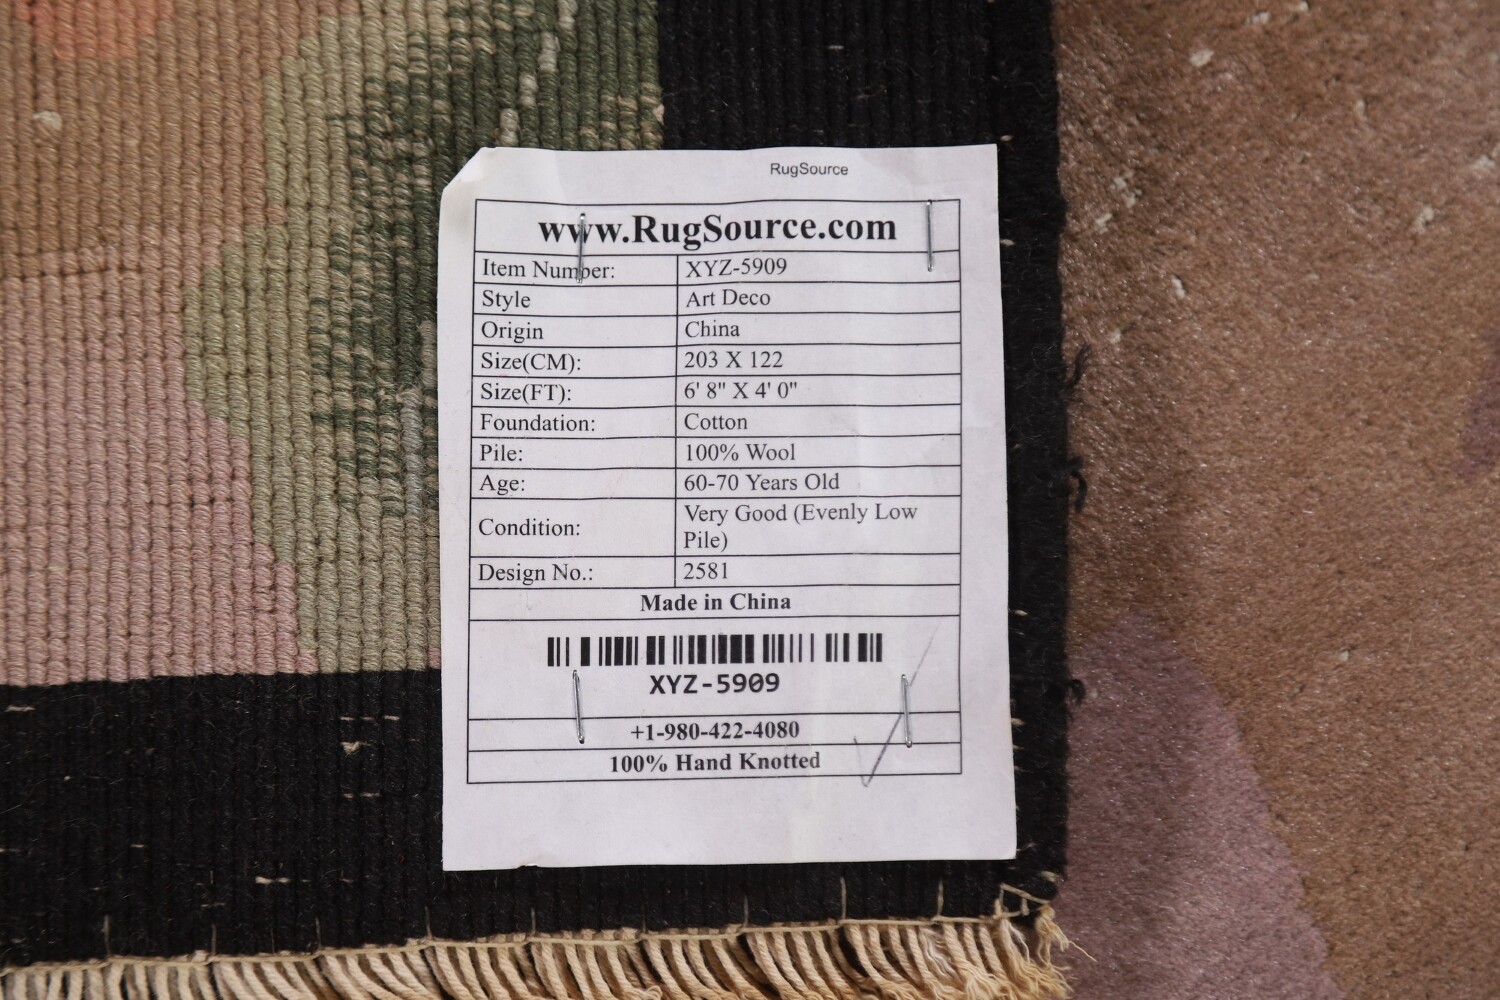 RugSource
www.RugSource.com
Item Number: XYZ-5909
Style Art Deco
Origin China
Size(CM): 203 X 122
Size(FT): 6' 8" X 4' 0"
Foundation: Cotton
Pile: 100% Wool
Age: 60-70 Years Old
Condition: Very Good (Evenly Low
Pile)
Design No.: 2581
Made in China
XYZ-5909
+1-980-422-4080
100% Hand Knotted